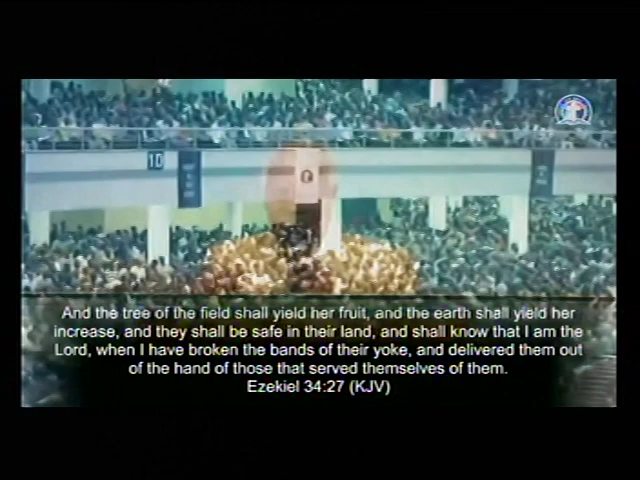 10
And the tree of the field shall yield her fruit, and the earth shall yield her
increase, and they shall be safe in their land, and shall know that I am the
Lord, when I have broken the bands of their yoke, and delivered them out
of the hand of those that served themselves of them.
Ezekiel 34:27 (KJV)